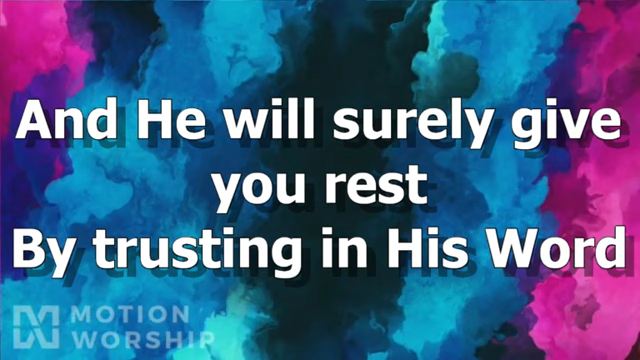 And He will surely give
you rest
By trusting in His Word
MOTION
WORSHIP